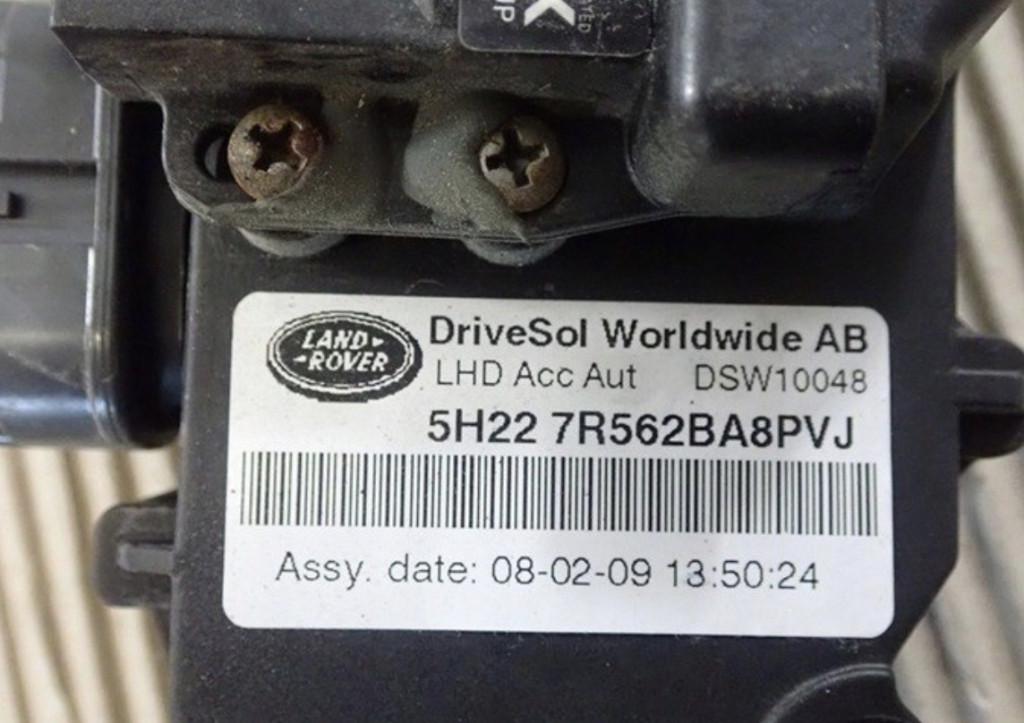 K
UP
LAND
ROVER
DriveSol Worldwide AB
LHD Acc Aut DSW10048
5H22 7R562BA8PVJ
Assy. date: 08-02-09 13:50:24